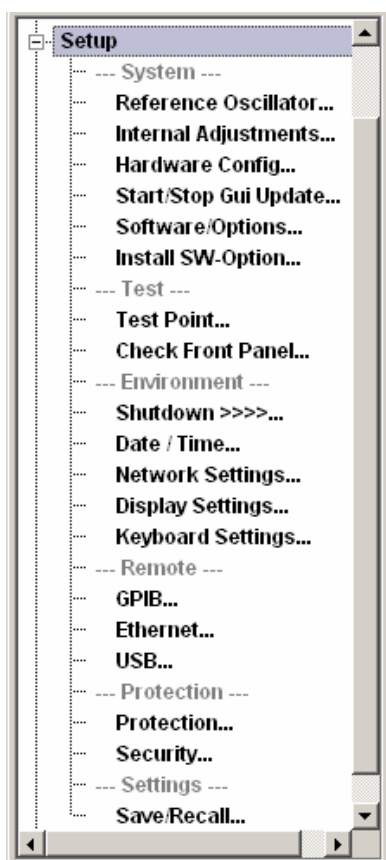 Setup
--- System ---
Reference Oscillator...
Internal Adjustments...
Hardware Config...
Start/Stop Gui Update...
Software/Options...
Install SW-Option...
--- Test ---
Test Point...
Check Front Panel...
--- Environment ---
Shutdown >>>>...
Date / Time...
Network Settings...
Display Settings...
Keyboard Settings...
--- Remote ---
GPIB...
Ethernet...
USB...
--- Protection ---
Protection...
Security...
--- Settings ---
Save/Recall...